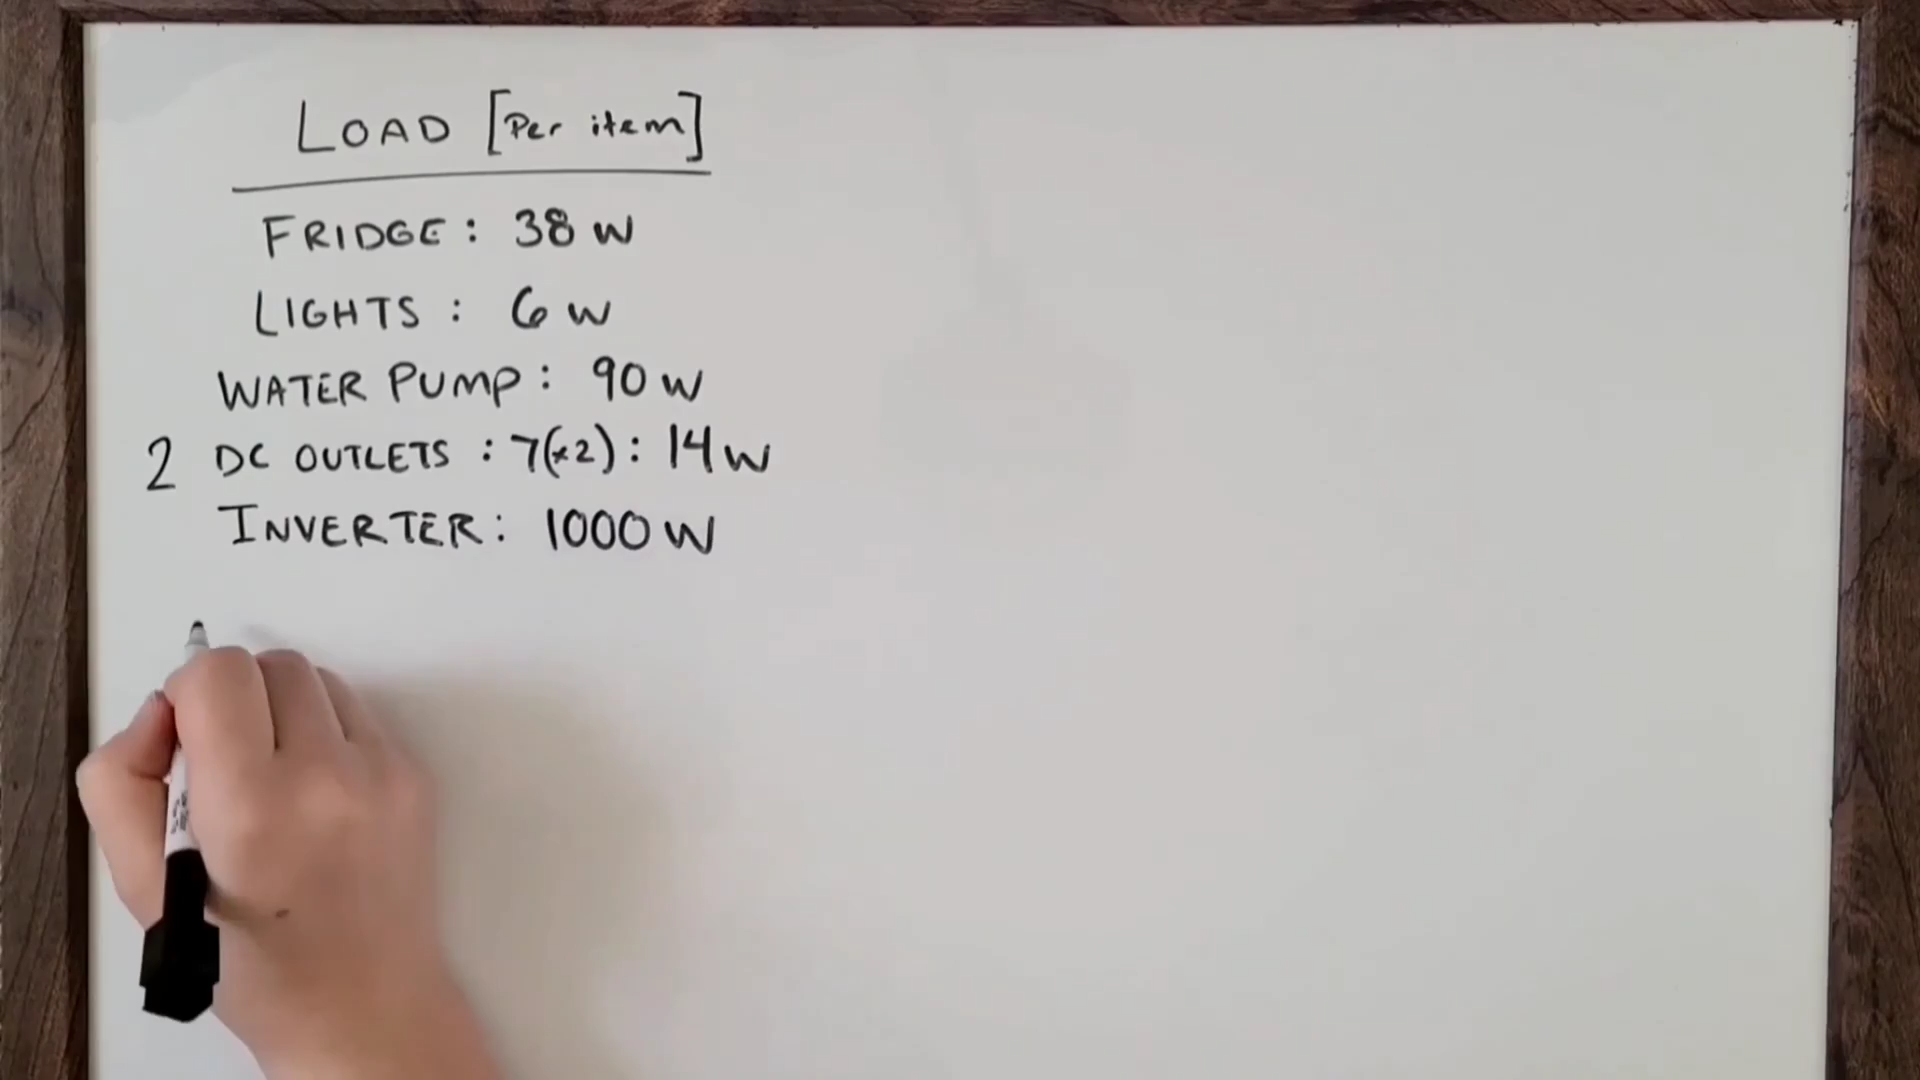 LOAD [Per item]
FRIDGE: 38 W
LIGHTS: 6 W
WATER PUMP: 90 W
2 DC OUTLETS: 7(x2): 14 W
INVERTER: 1000 W